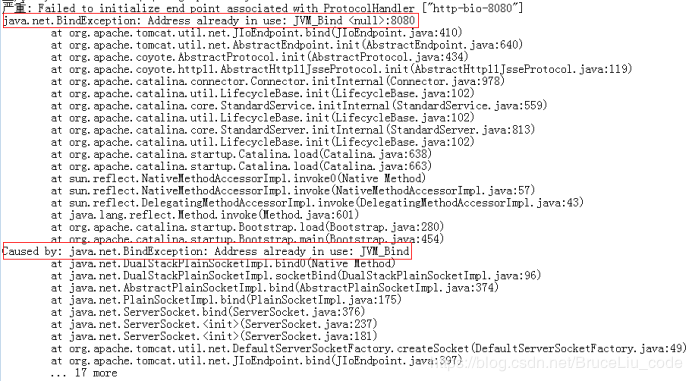 严重: Failed to initialize end point associated with ProtocolHandler ["http-bio-8080"]
java.net.BindException: Address already in use: JVM_Bind <null>:8080
at org.apache.tomcat.util.net.JIoEndpoint.bind(JIoEndpoint.java:410)
at org.apache.tomcat.util.net.AbstractEndpoint.init(AbstractEndpoint.java:640)
at org.apache.coyote.AbstractProtocol.init(AbstractProtocol.java:434)
at org.apache.coyote.http11.AbstractHttp11JsseProtocol.init(AbstractHttp11JsseProtocol.java:119)
at org.apache.catalina.connector.Connector.initInternal(Connector.java:978)
at org.apache.catalina.util.LifecycleBase.init(LifecycleBase.java:102)
at org.apache.catalina.core.StandardService.initInternal(StandardService.java:559)
at org.apache.catalina.util.LifecycleBase.init(LifecycleBase.java:102)
at org.apache.catalina.core.StandardServer.initInternal(StandardServer.java:813)
at org.apache.catalina.util.LifecycleBase.init(LifecycleBase.java:102)
at org.apache.catalina.startup.Catalina.load(Catalina.java:638)
at org.apache.catalina.startup.Catalina.load(Catalina.java:663)
at sun.reflect.NativeMethodAccessorImpl.invoke0(Native Method)
at sun.reflect.NativeMethodAccessorImpl.invoke(NativeMethodAccessorImpl.java:57)
at sun.reflect.DelegatingMethodAccessorImpl.invoke(DelegatingMethodAccessorImpl.java:43)
at java.lang.reflect.Method.invoke(Method.java:601)
at org.apache.catalina.startup.Bootstrap.load(Bootstrap.java:280)
at org.apache.catalina.startup.Bootstrap.main(Bootstrap.java:454)
Caused by: java.net.BindException: Address already in use: JVM_Bind
at java.net.DualStackPlainSocketImpl.bind0(Native Method)
at java.net.DualStackPlainSocketImpl.socketBind(DualStackPlainSocketImpl.java:96)
at java.net.AbstractPlainSocketImpl.bind(AbstractPlainSocketImpl.java:374)
at java.net.PlainSocketImpl.bind(PlainSocketImpl.java:175)
at java.net.ServerSocket.bind(ServerSocket.java:376)
at java.net.ServerSocket.<init>(ServerSocket.java:237)
at java.net.ServerSocket.<init>(ServerSocket.java:181)
at org.apache.tomcat.util.net.DefaultServerSocketFactory.createSocket(DefaultServerSocketFactory.java:49)
at org.apache.tomcat.util.net.JIoEndpoint.bind(JIoEndpoint.java:397)
... 17 more
https://blog.csdn.net/BruceLiu_code